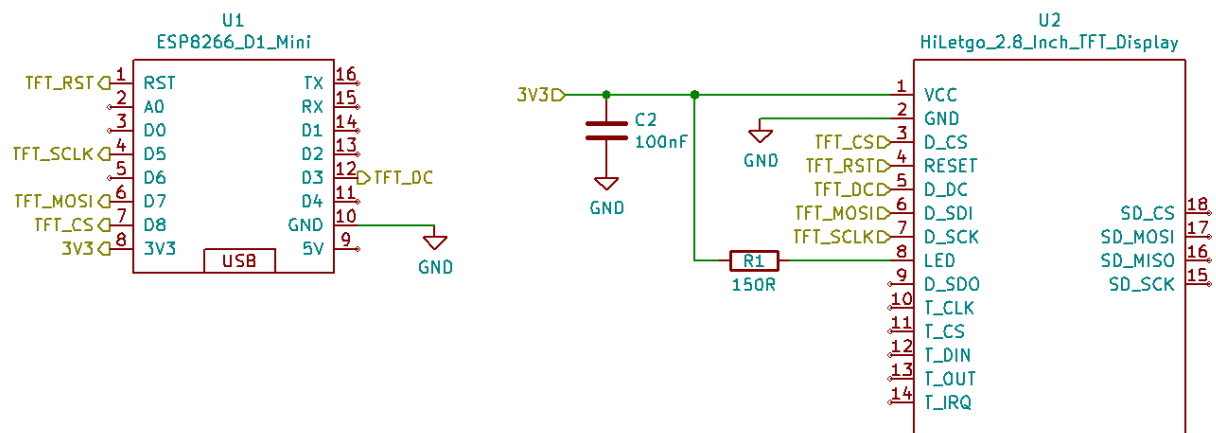 U1
ESP8266_D1_Mini
TFT_RST 1 RST TX 16
2 A0 RX 15
3 D0 D1 14
TFT_SCLK 4 D5 D2 13
5 D6 D3 12 TFT_DC
TFT_MOSI 6 D7 D4 11
TFT_CS 7 D8 GND 10
3V3 8 3V3 5V 9
USB
GND
3V3
C2
100nF
GND
GND
R1
150R
U2
HiLetgo_2.8_Inch_TFT_Display
1 VCC
2 GND
TFT_CS 3 D_CS
TFT_RST 4 RESET
TFT_DC 5 D_DC
TFT_MOSI 6 D_SDI
TFT_SCLK 7 D_SCK
8 LED
9 D_SDO
10 T_CLK
11 T_CS
12 T_DIN
13 T_OUT
14 T_IRQ
SD_CS 18
SD_MOSI 17
SD_MISO 16
SD_SCK 15